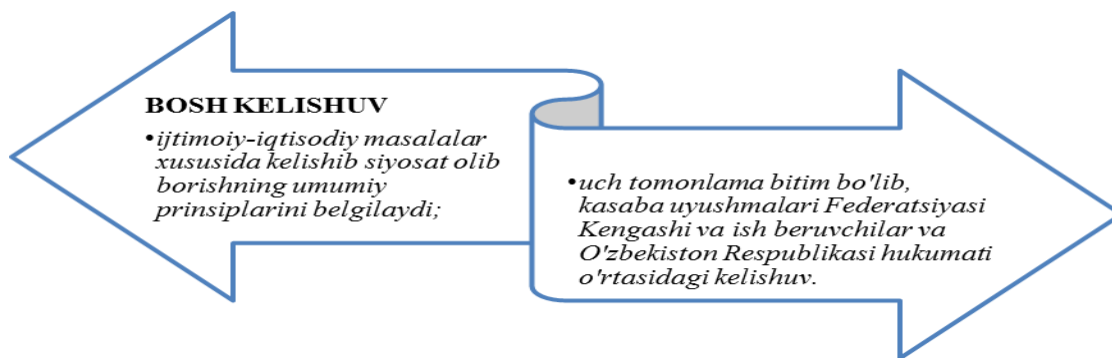 BOSH KELISHUV
•ijtimoiy-iqtisodiy masalalar
xususida kelishib siyosat olib
borishning umumiy
prinsiplarini belgilaydi;
•uch tomonlama bitim bo'lib,
kasaba uyushmalari Federatsiyasi
Kengashi va ish beruvchilar va
O'zbekiston Respublikasi hukumati
o'rtasidagi kelishuv.